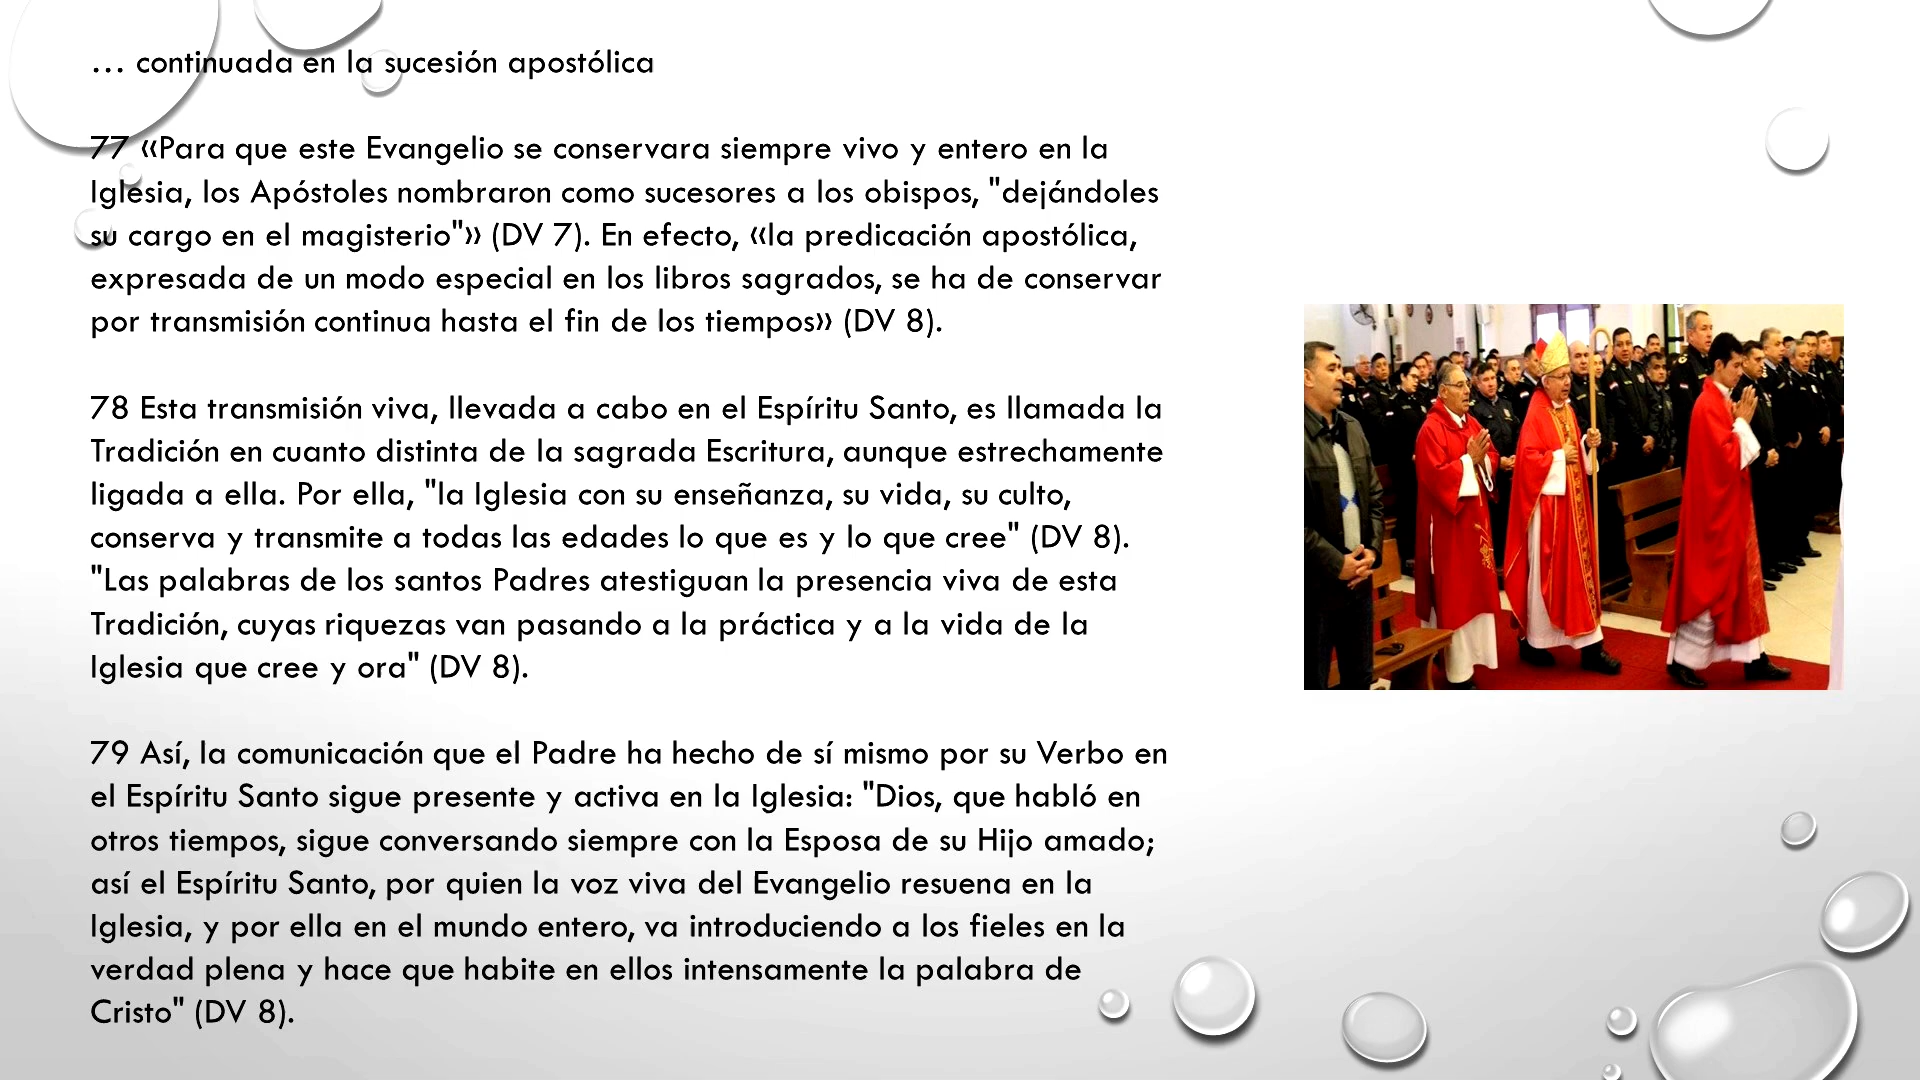 … continuada en la sucesión apostólica
77 «Para que este Evangelio se conservara siempre vivo y entero en la
Iglesia, los Apóstoles nombraron como sucesores a los obispos, "dejándoles
su cargo en el magisterio"» (DV 7). En efecto, «la predicación apostólica,
expresada de un modo especial en los libros sagrados, se ha de conservar
por transmisión continua hasta el fin de los tiempos» (DV 8).
78 Esta transmisión viva, llevada a cabo en el Espíritu Santo, es llamada la
Tradición en cuanto distinta de la sagrada Escritura, aunque estrechamente
ligada a ella. Por ella, "la Iglesia con su enseñanza, su vida, su culto,
conserva y transmite a todas las edades lo que es y lo que cree" (DV 8).
"Las palabras de los santos Padres atestiguan la presencia viva de esta
Tradición, cuyas riquezas van pasando a la práctica y a la vida de la
Iglesia que cree y ora" (DV 8).
79 Así, la comunicación que el Padre ha hecho de sí mismo por su Verbo en
el Espíritu Santo sigue presente y activa en la Iglesia: "Dios, que habló en
otros tiempos, sigue conversando siempre con la Esposa de su Hijo amado;
así el Espíritu Santo, por quien la voz viva del Evangelio resuena en la
Iglesia, y por ella en el mundo entero, va introduciendo a los fieles en la
verdad plena y hace que habite en ellos intensamente la palabra de
Cristo" (DV 8).